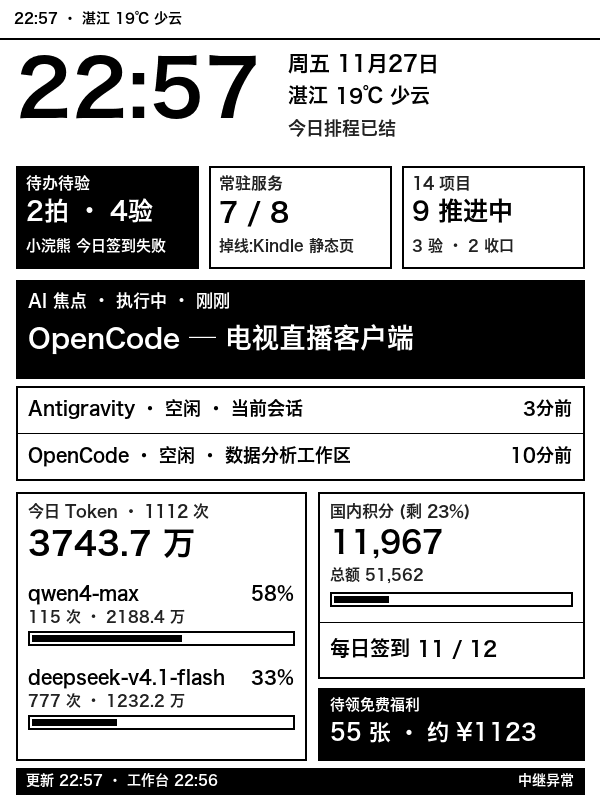 22:57 · 湛江 19℃ 少云
22:57
周五 11月27日
湛江 19℃ 少云
今日排程已结
待办待验
2拍 · 4验
小浣熊 今日签到失败
常驻服务
7 / 8
掉线:Kindle 静态页
14 项目
9 推进中
3 验 · 2 收口
AI 焦点 · 执行中 · 刚刚
OpenCode — 电视直播客户端
Antigravity · 空闲 · 当前会话 3分前
OpenCode · 空闲 · 数据分析工作区 10分前
今日 Token · 1112 次
3743.7 万
qwen4-max 58%
115 次 · 2188.4 万
deepseek-v4.1-flash 33%
777 次 · 1232.2 万
国内积分 (剩 23%)
11,967
总额 51,562
每日签到 11 / 12
待领免费福利
55 张 · 约 ¥1123
更新 22:57 · 工作台 22:56 中继异常